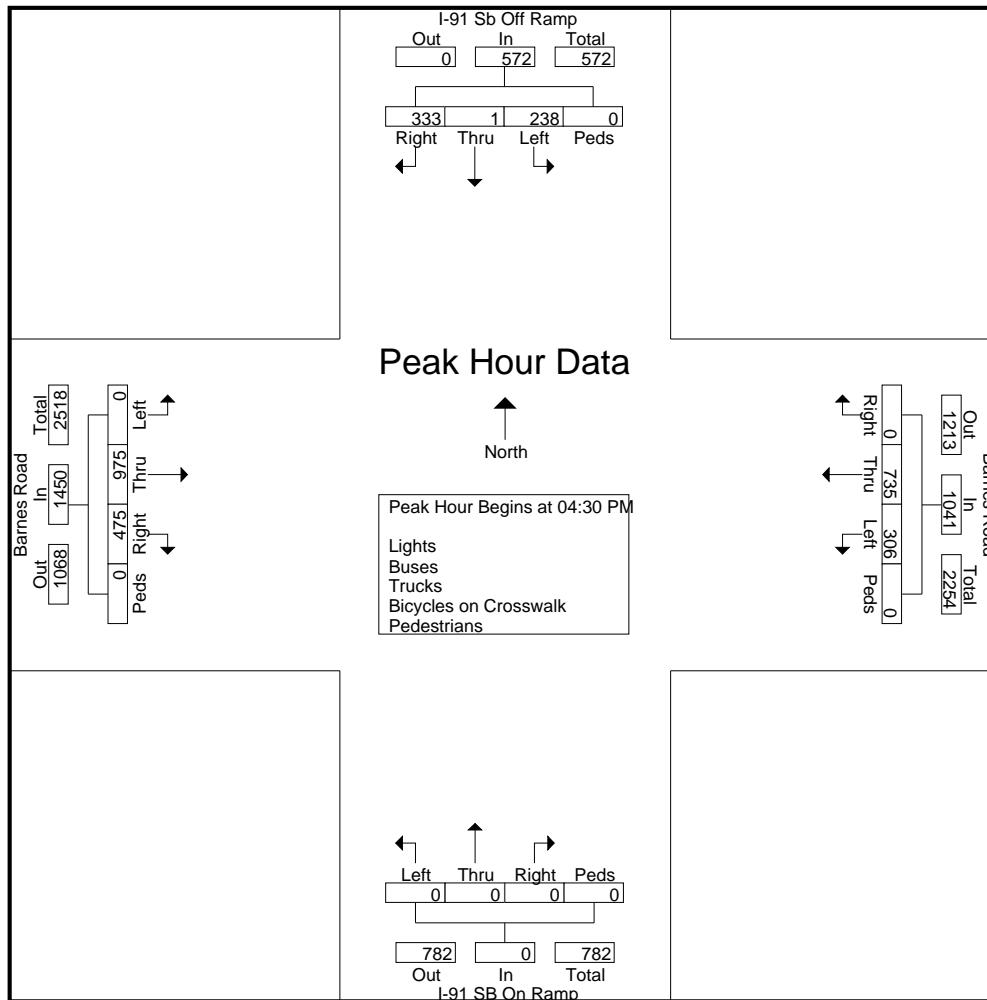 I-91 Sb Off Ramp
Out In Total
0 572 572
333 1 238 0
Right Thru Left Peds
Peak Hour Data
North
Peak Hour Begins at 04:30 PM
Lights
Buses
Trucks
Bicycles on Crosswalk
Pedestrians
Barnes Road
Out In Total
1068 1450 2518
0 975 475 0
Left Thru Right Peds
Barnes Road
Out In Total
1213 1041 2254
0 735 306 0
Right Thru Left Peds
Left Thru Right Peds
0 0 0 0
782 0 782
Out In Total
I-91 SB On Ramp